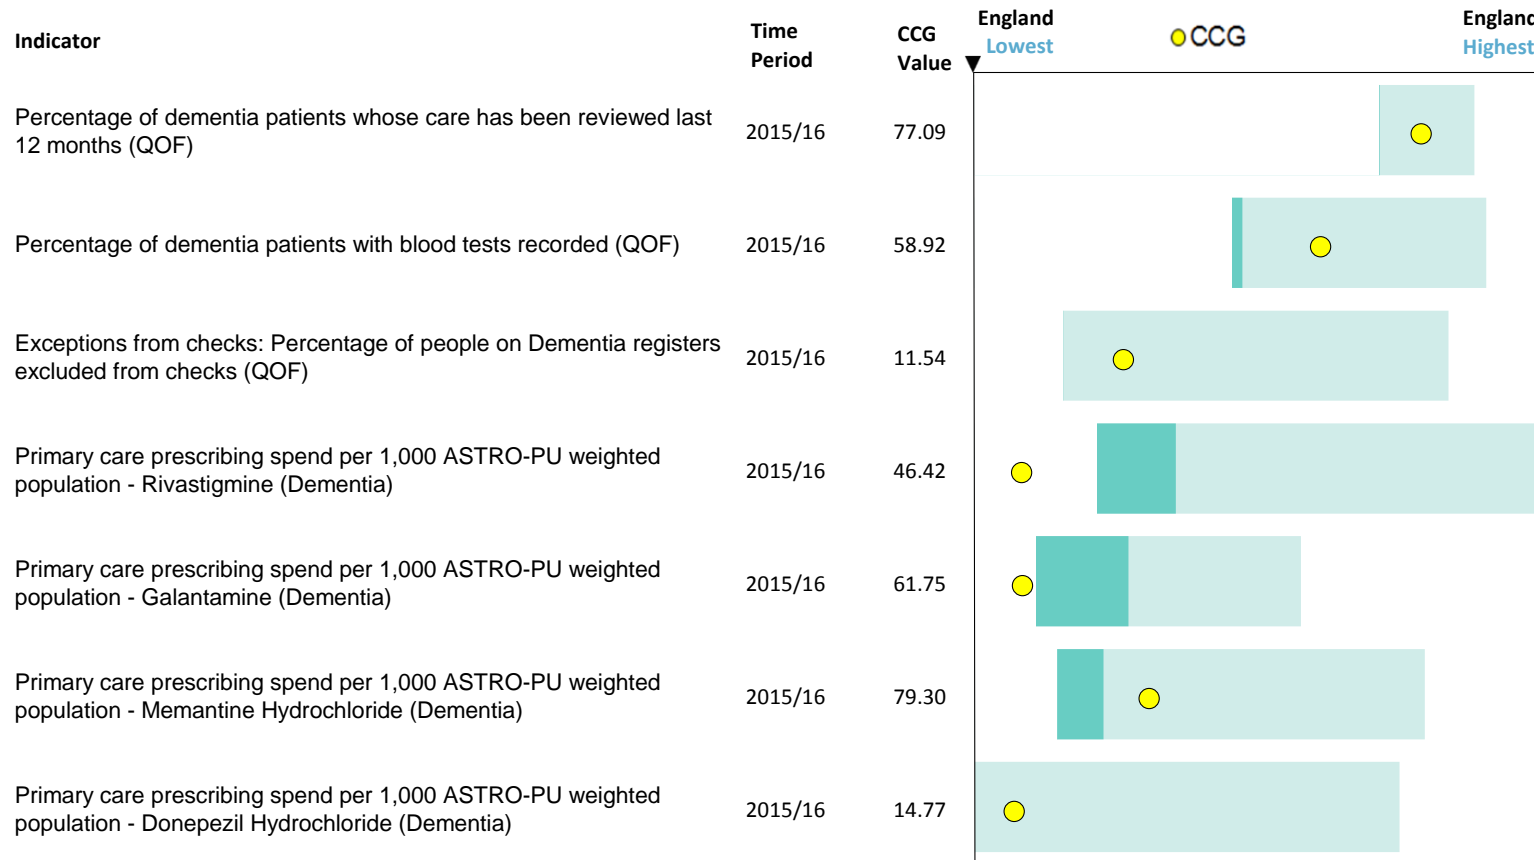 Indicator
Time
Period
CCG
Value
England
Lowest
CCG
England
Highest
Percentage of dementia patients whose care has been reviewed last
12 months (QOF)
2015/16
77.09
Percentage of dementia patients with blood tests recorded (QOF)
2015/16
58.92
Exceptions from checks: Percentage of people on Dementia registers
excluded from checks (QOF)
2015/16
11.54
Primary care prescribing spend per 1,000 ASTRO-PU weighted
population - Rivastigmine (Dementia)
2015/16
46.42
Primary care prescribing spend per 1,000 ASTRO-PU weighted
population - Galantamine (Dementia)
2015/16
61.75
Primary care prescribing spend per 1,000 ASTRO-PU weighted
population - Memantine Hydrochloride (Dementia)
2015/16
79.30
Primary care prescribing spend per 1,000 ASTRO-PU weighted
population - Donepezil Hydrochloride (Dementia)
2015/16
14.77